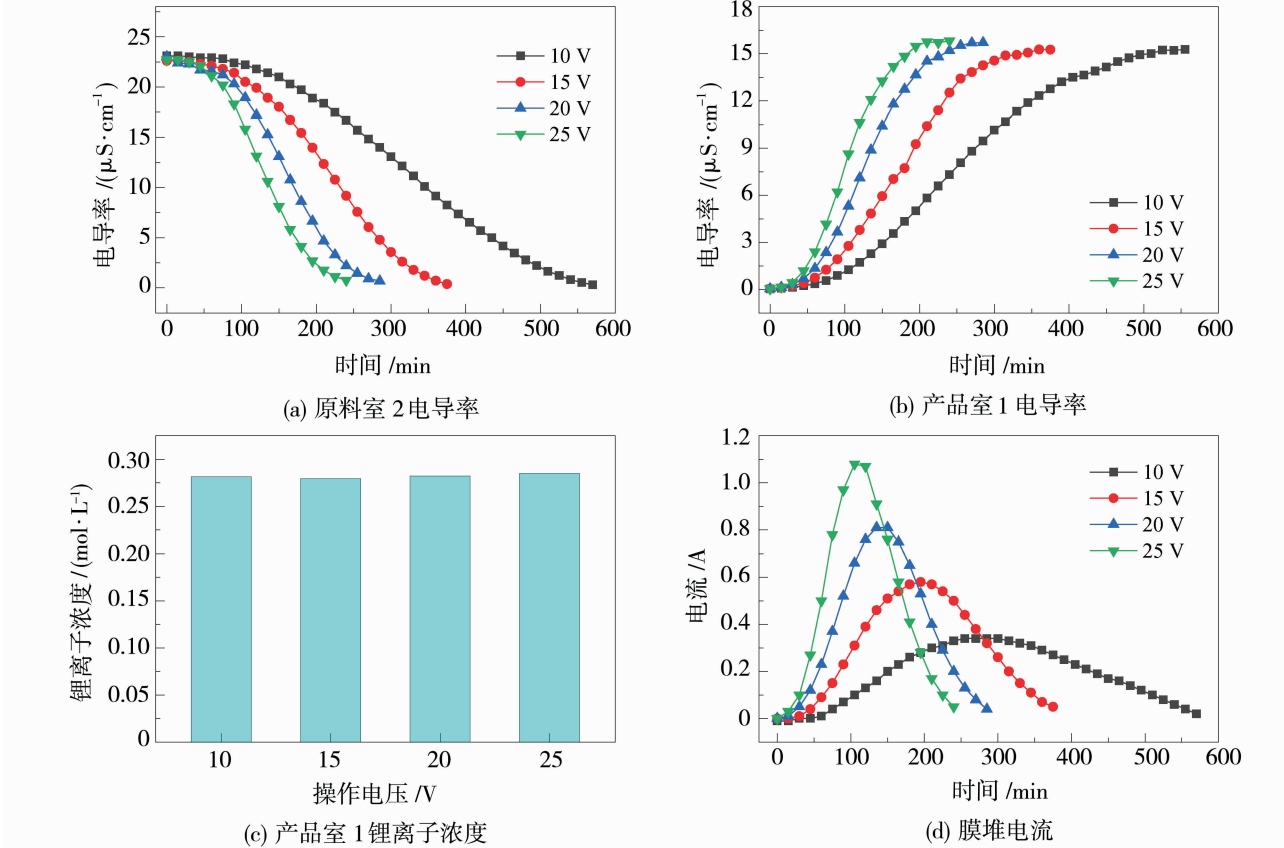 25
20
15
10
5
0
电导率 /(μS·cm⁻¹)
10 V
15 V
20 V
25 V
0 100 200 300 400 500 600
时间 /min
(a) 原料室 2电导率
18
15
12
9
6
3
0
电导率 /(μS·cm⁻¹)
10 V
15 V
20 V
25 V
0 100 200 300 400 500 600
时间 /min
(b) 产品室1 电导率
0.30
0.25
0.20
0.15
0.10
0.05
0
锂离子浓度 /(mol·L⁻¹)
10 15 20 25
操作电压 /V
(c) 产品室 1锂离子浓度
1.2
1.0
0.8
0.6
0.4
0.2
0
电流 /A
10 V
15 V
20 V
25 V
0 100 200 300 400 500 600
时间 /min
(d) 膜堆电流